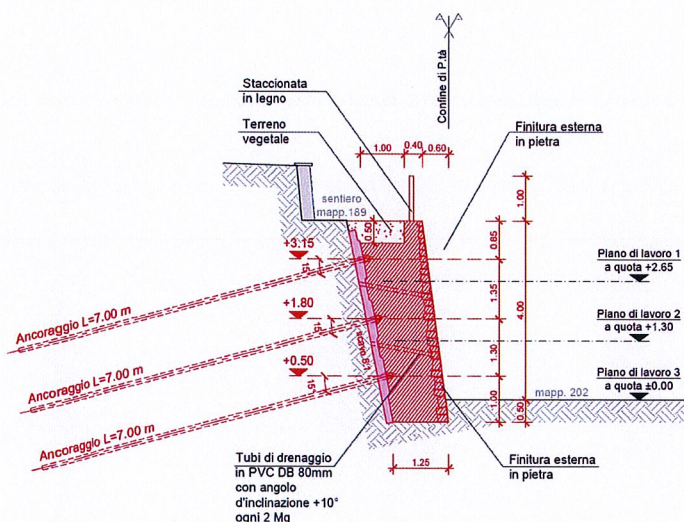 Confine di P.tà
Staccionata
in legno
Terreno
vegetale
Finitura esterna
in pietra
1.00
0.40
0.60
1.00
sentiero
mapp.189
0.50
0.85
+3.15
15°
Piano di lavoro 1
a quota +2.65
1.35
4.00
Ancoraggio L=7.00 m
+1.80
15°
scavo 8/1
Piano di lavoro 2
a quota +1.30
1.30
Ancoraggio L=7.00 m
+0.50
15°
Piano di lavoro 3
a quota ±0.00
mapp. 202
1.00
0.50
Ancoraggio L=7.00 m
1.25
Tubi di drenaggio
in PVC DB 80mm
con angolo
d'inclinazione +10°
ogni 2 Mq
Finitura esterna
in pietra